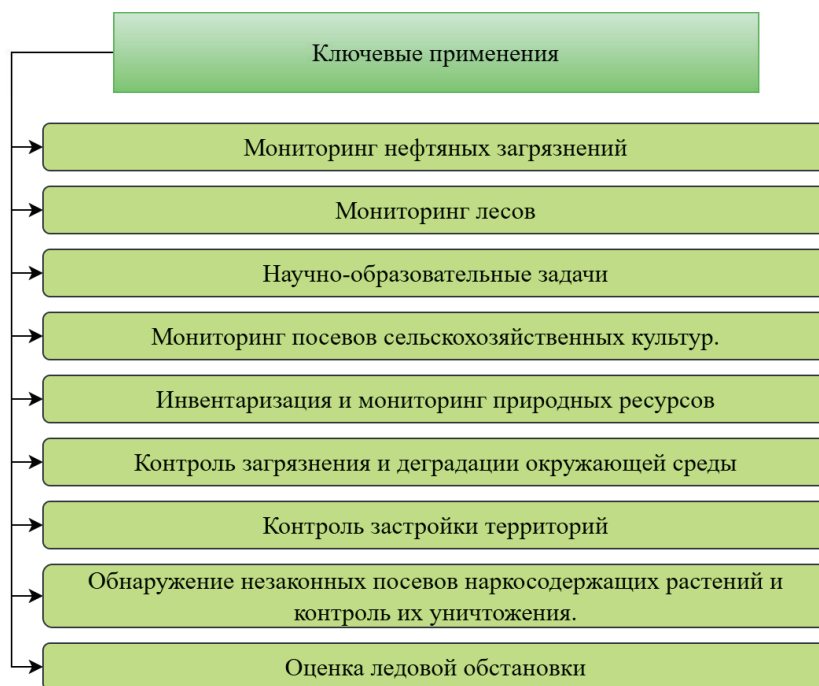 Ключевые применения
Мониторинг нефтяных загрязнений
Мониторинг лесов
Научно-образовательные задачи
Мониторинг посевов сельскохозяйственных культур.
Инвентаризация и мониторинг природных ресурсов
Контроль загрязнения и деградации окружающей среды
Контроль застройки территорий
Обнаружение незаконных посевов наркосодержащих растений и
контроль их уничтожения.
Оценка ледовой обстановки